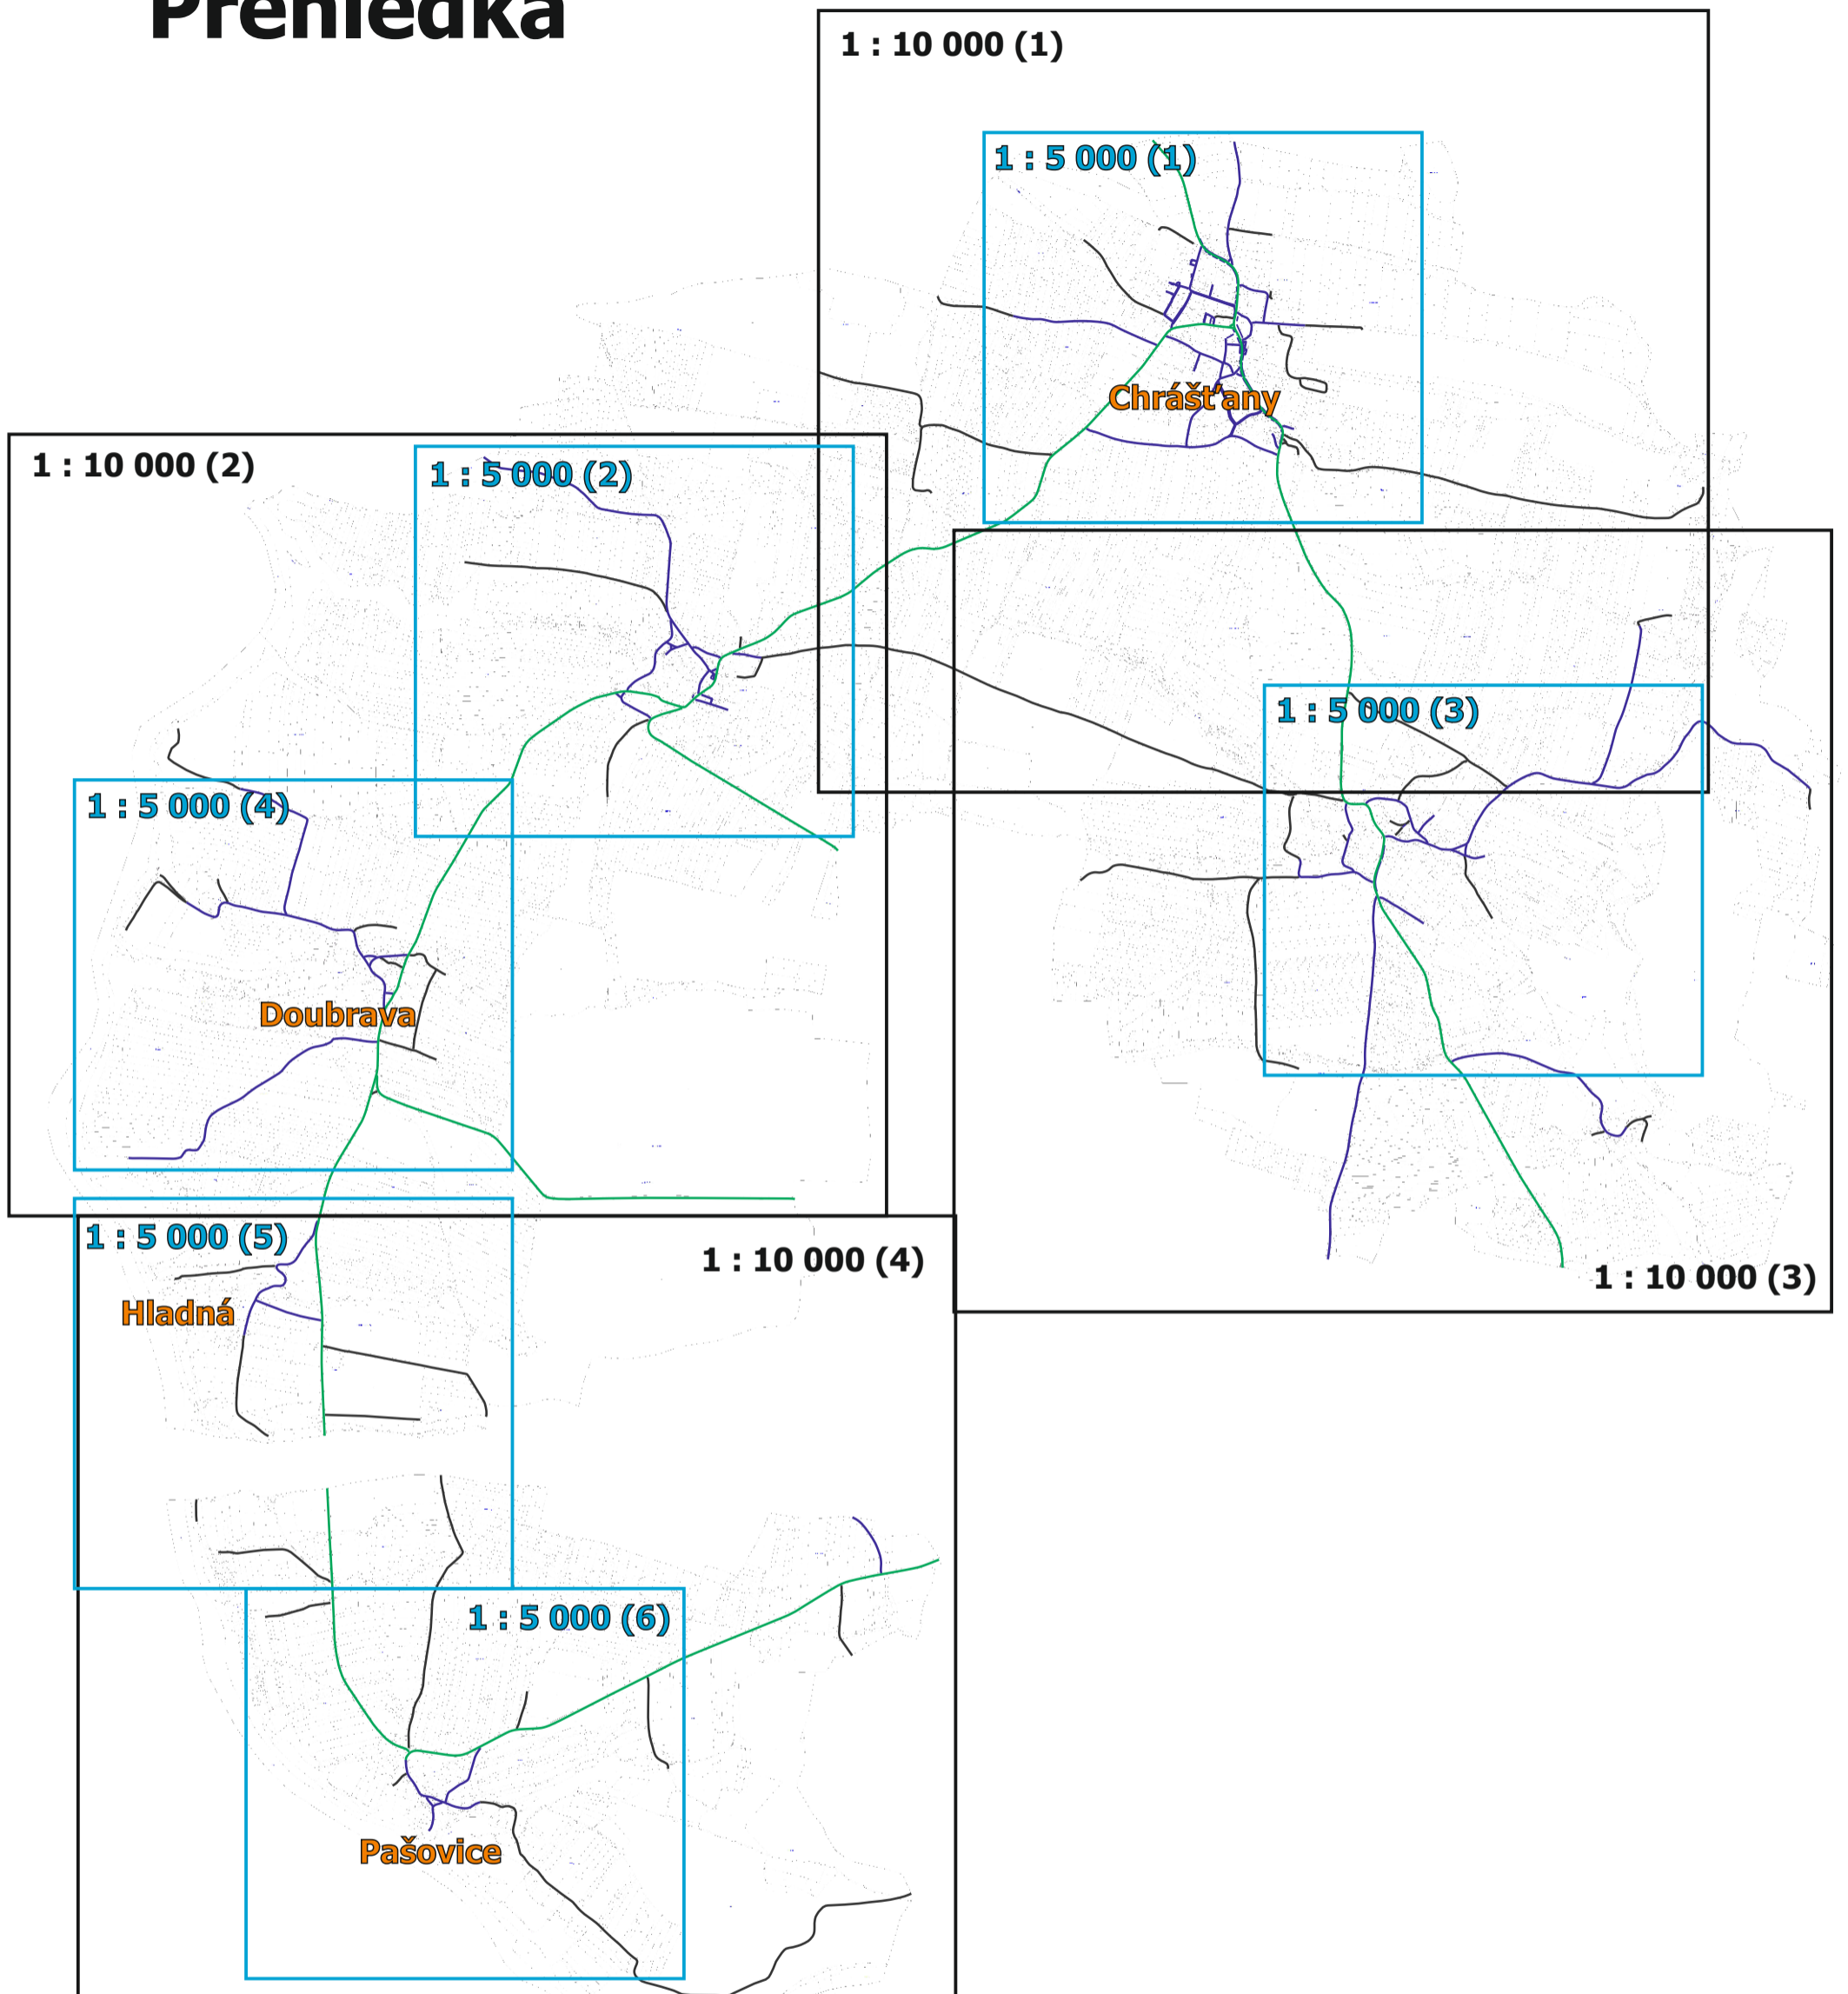 Přehledka
1 : 10 000 (1)
1 : 5 000 (1)
Chrášťany
1 : 10 000 (2)
1 : 5 000 (2)
1 : 5 000 (3)
1 : 5 000 (4)
Doubrava
1 : 5 000 (5)
1 : 10 000 (4)
1 : 10 000 (3)
Hladná
1 : 5 000 (6)
Pašovice